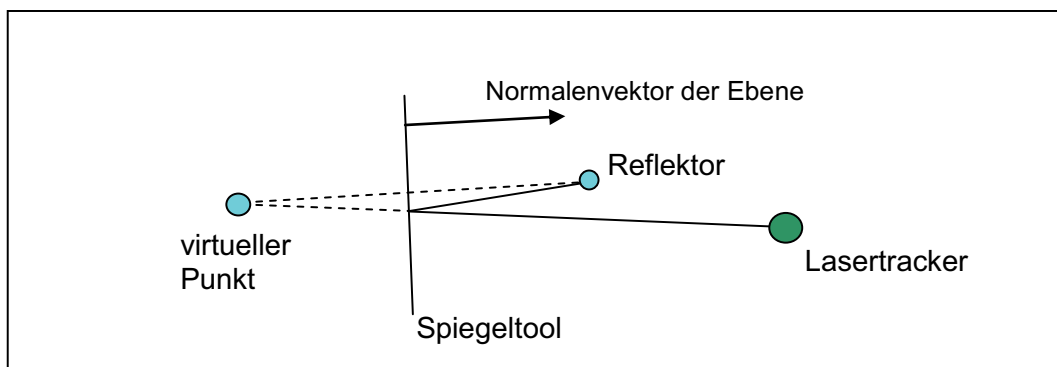 Normalenvektor der Ebene
Reflektor
virtueller
Punkt
Lasertracker
Spiegeltool